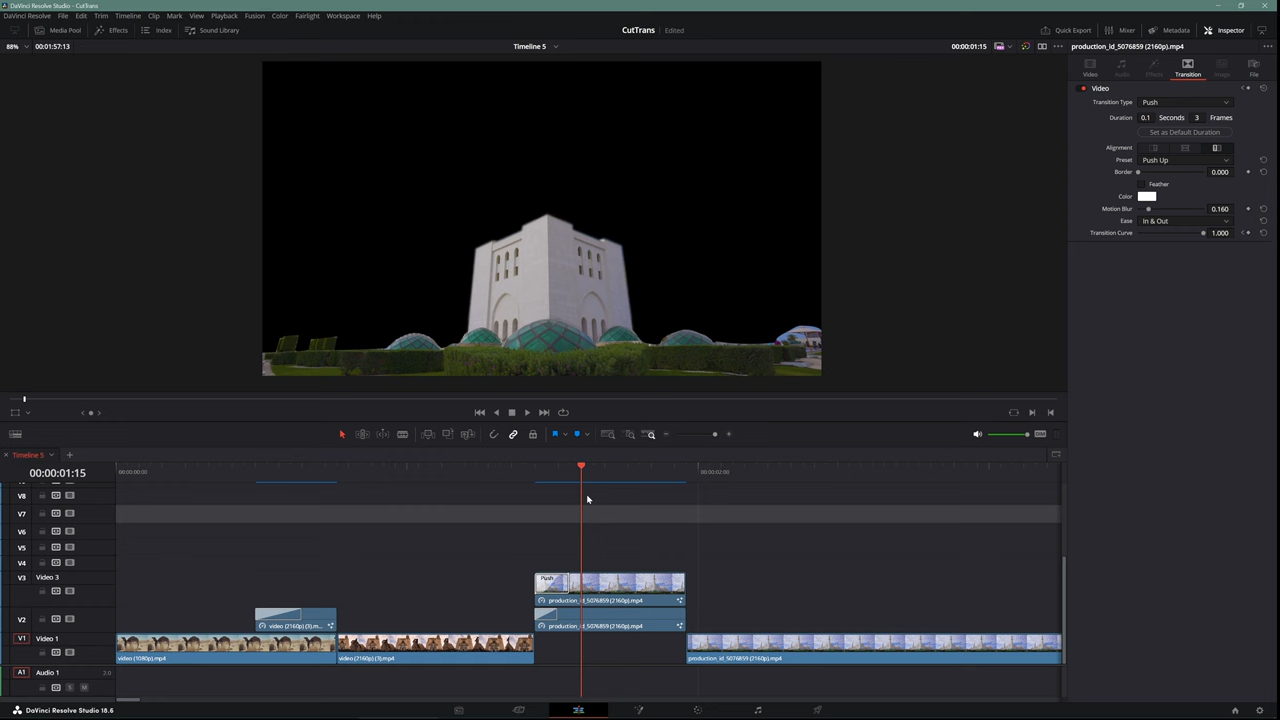 DaVinci Resolve Studio - CutTrans
DaVinci Resolve File Edit Trim Timeline Clip Mark View Playback Fusion Color Fairlight Workspace Help
Media Pool Effects Index Sound Library CutTrans Edited Quick Export Mixer Metadata Inspector
88% 00:01:57:13 Timeline 5 00:00:01:15 production_id_5076859 (2160p).mp4
Video Audio Effects Transition Image File
Video
Transition Type Push
Duration 0.1 Seconds 3 Frames
Set as Default Duration
Alignment
Preset Push Up
Border 0.000
Feather
Color
Motion Blur 0.160
Ease In & Out
Transition Curve 1.000
DIM
Timeline 5
00:00:01:15 00:00:00:00 00:00:02:00
V8
V7
V6
V5
V4
V3 Video 3
Push
production_id_5076859 (2160p).mp4
V2
video (2160p) (3).m... production_id_5076859 (2160p).mp4
V1 Video 1
video (1080p).mp4 video (2160p) (3).mp4 production_id_5076859 (2160p).mp4
A1 Audio 1 2.0
S M
DaVinci Resolve Studio 18.6